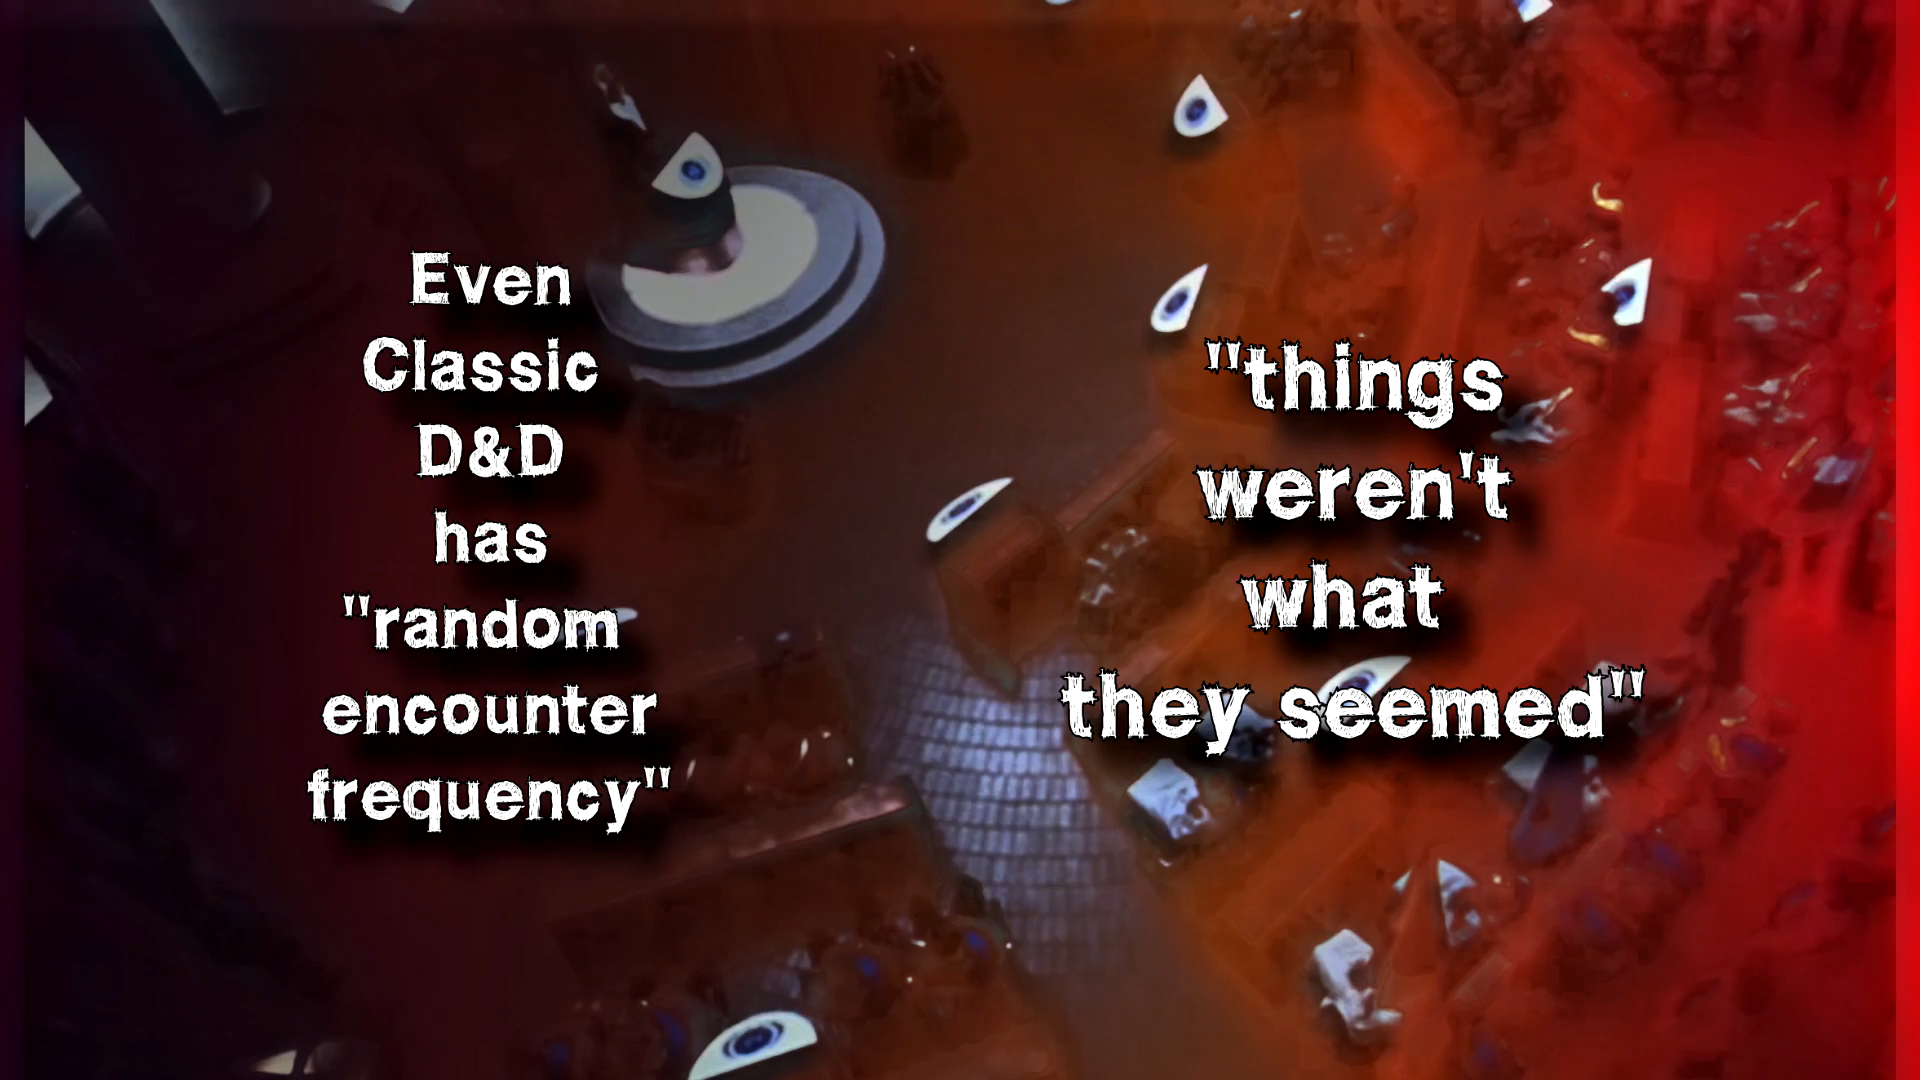 Even
Classic
D&D
has
"random
encounter
frequency"
"things
weren't
what
they seemed"